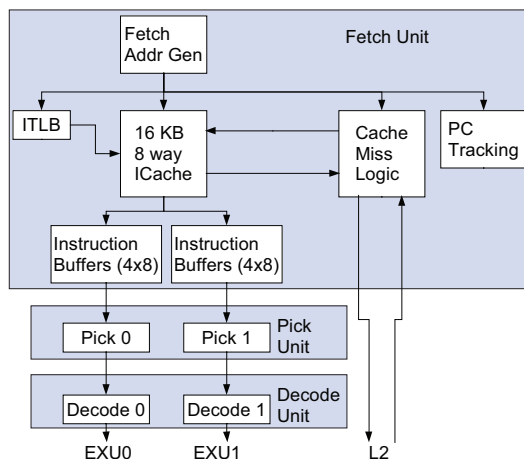 Fetch
Addr Gen
Fetch Unit
ITLB
16 KB
8 way
ICache
Cache
Miss
Logic
PC
Tracking
Instruction
Buffers (4x8)
Instruction
Buffers (4x8)
Pick 0
Pick 1
Pick
Unit
Decode 0
Decode 1
Decode
Unit
EXU0
EXU1
L2